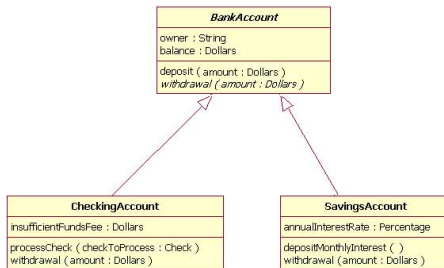 BankAccount
owner : String
balance : Dollars
deposit ( amount : Dollars )
withdrawal ( amount : Dollars )
CheckingAccount
insufficientFundsFee : Dollars
processCheck ( checkToProcess : Check )
withdrawal ( amount : Dollars )
SavingsAccount
annualInterestRate : Percentage
depositMonthlyInterest ( )
withdrawal ( amount : Dollars )